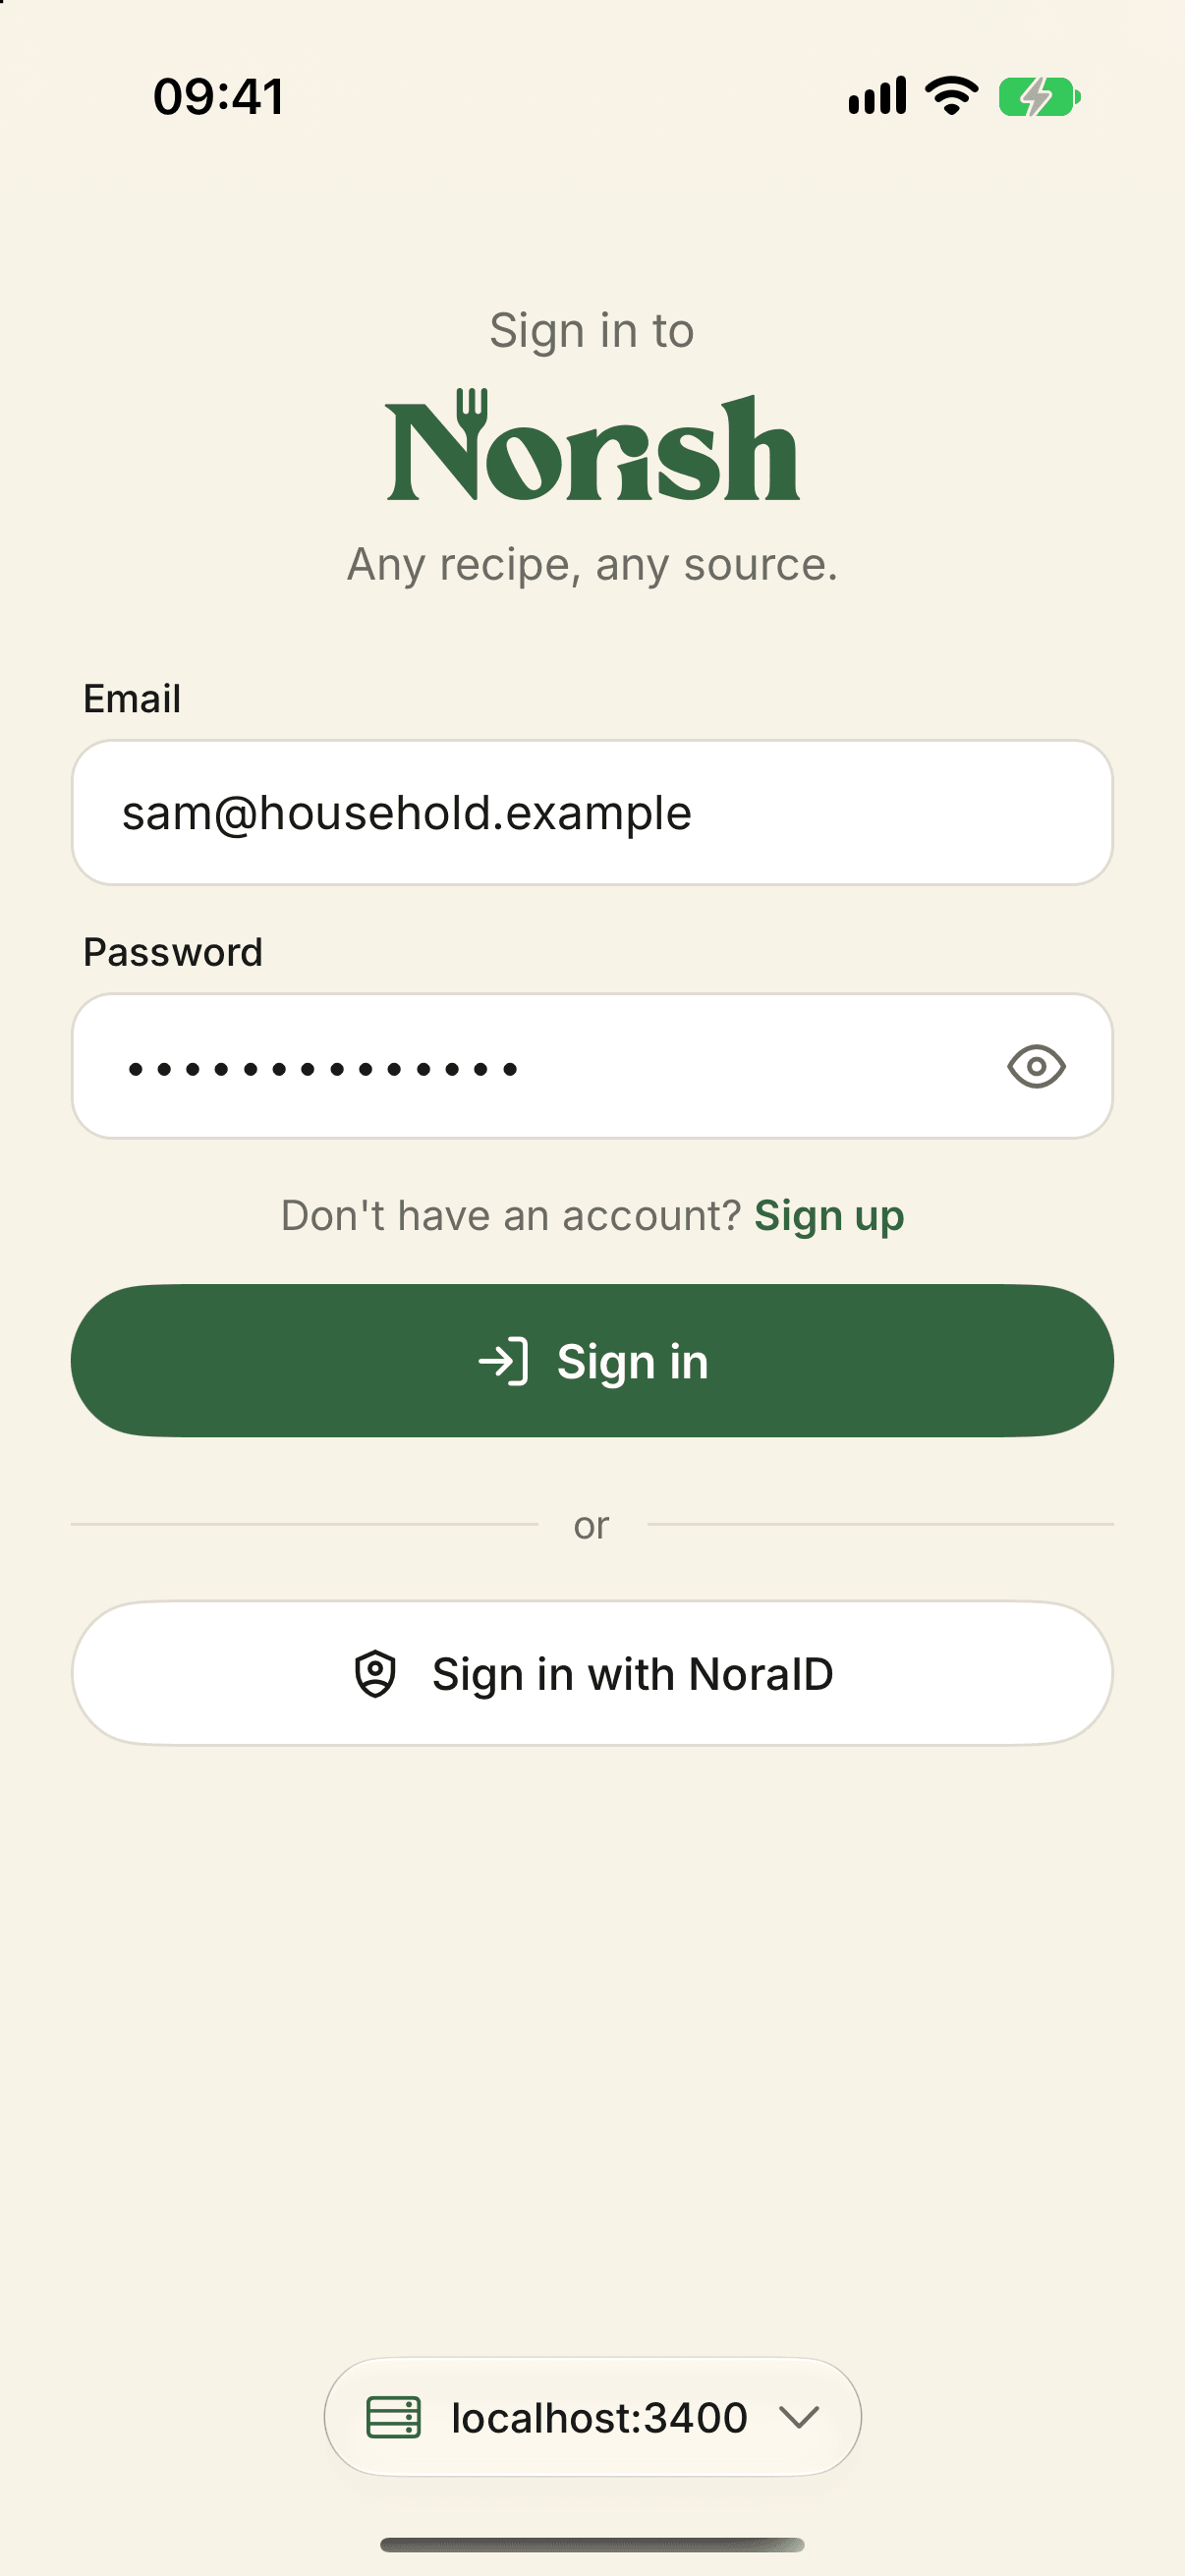 09:41
Sign in to
Norish
Any recipe, any source.
Email
sam@household.example
Password
••••••••••••••
Don't have an account? Sign up
Sign in
or
Sign in with NoraID
localhost:3400